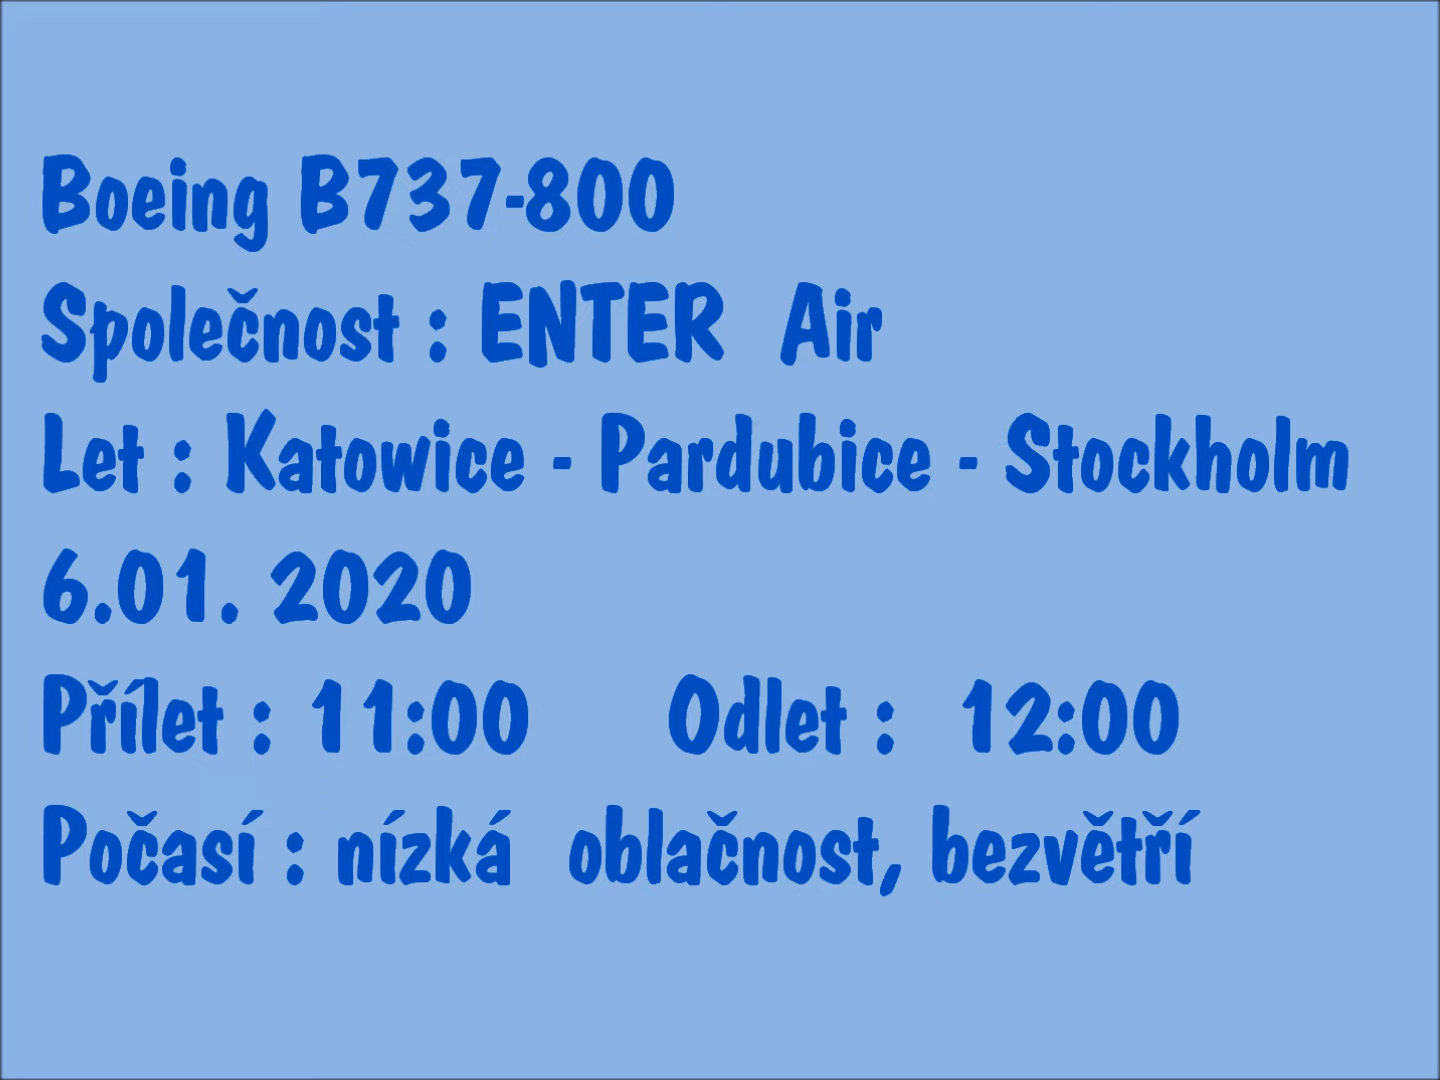 Boeing B737-800
Společnost : ENTER  Air
Let : Katowice - Pardubice - Stockholm
6.01. 2020
Přílet : 11:00     Odlet :  12:00
Počasí : nízká  oblačnost, bezvětří